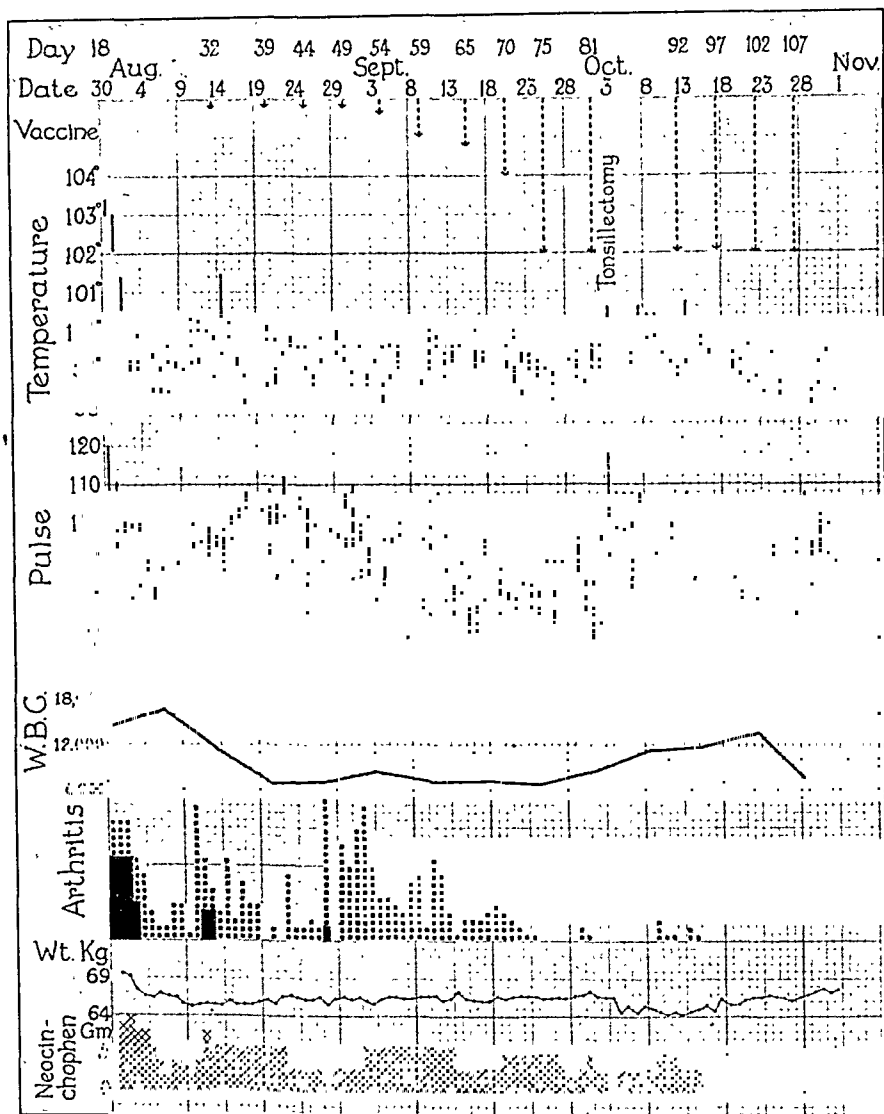 Day 18 32 39 44 49 54 59 65 70 75 81 92 97 102 107
Aug. Sept. Oct. Nov.
Date 30 4 9 14 19 24 29 3 8 13 18 28 3 8 13 18 23 28 1
Vaccine
104°
103°
102
101°
Temperature
Tonsillectomy
120
110
Pulse
W.B.C.
12,000
Arthritis
Wt. Kg
69
64
Gm
Neocin-
chophen